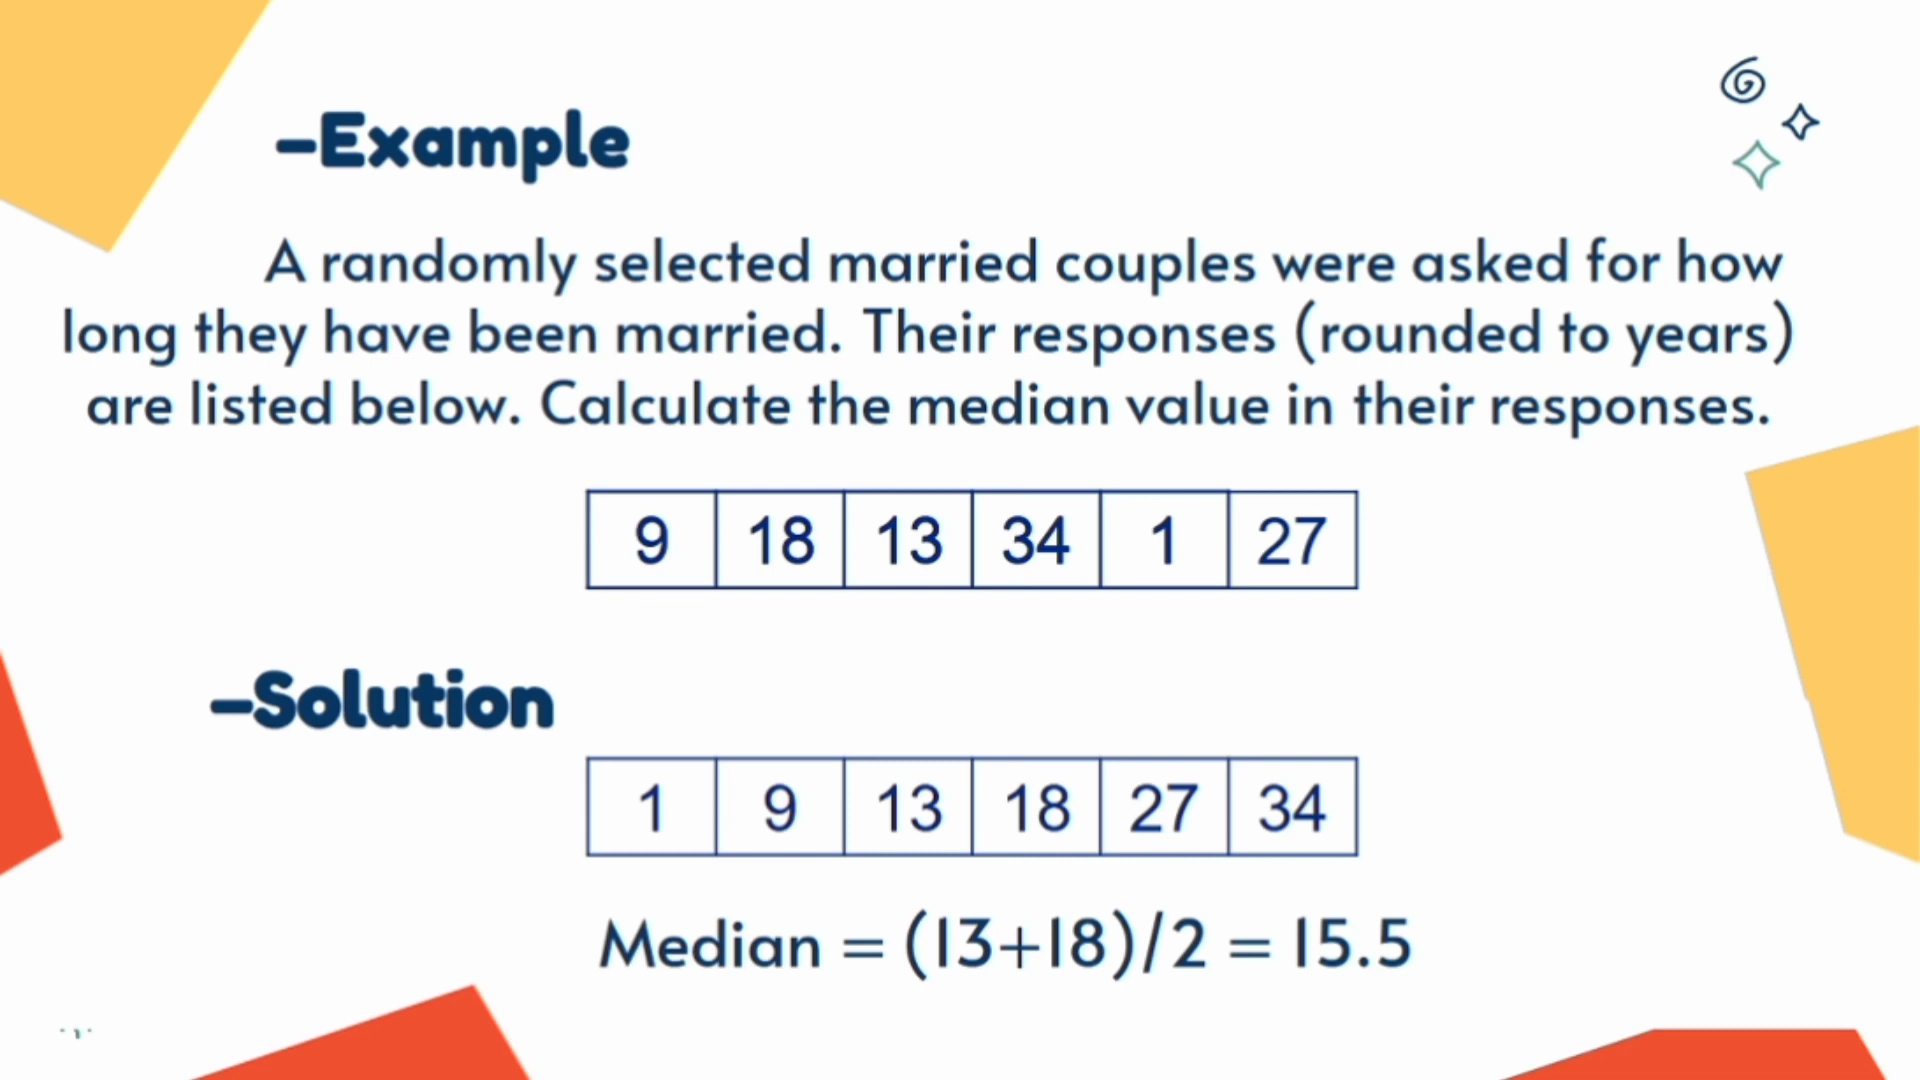 –Example
A randomly selected married couples were asked for how
long they have been married. Their responses (rounded to years)
are listed below. Calculate the median value in their responses.
9 18 13 34 1 27
–Solution
1 9 13 18 27 34
Median = (13+18)/2 = 15.5